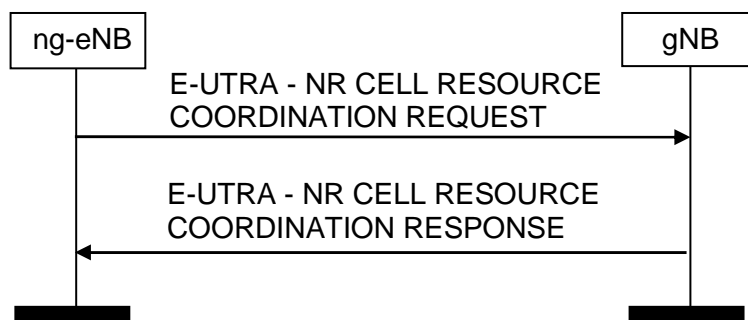 ng-eNB
gNB
E-UTRA - NR CELL RESOURCE
COORDINATION REQUEST
E-UTRA - NR CELL RESOURCE
COORDINATION RESPONSE